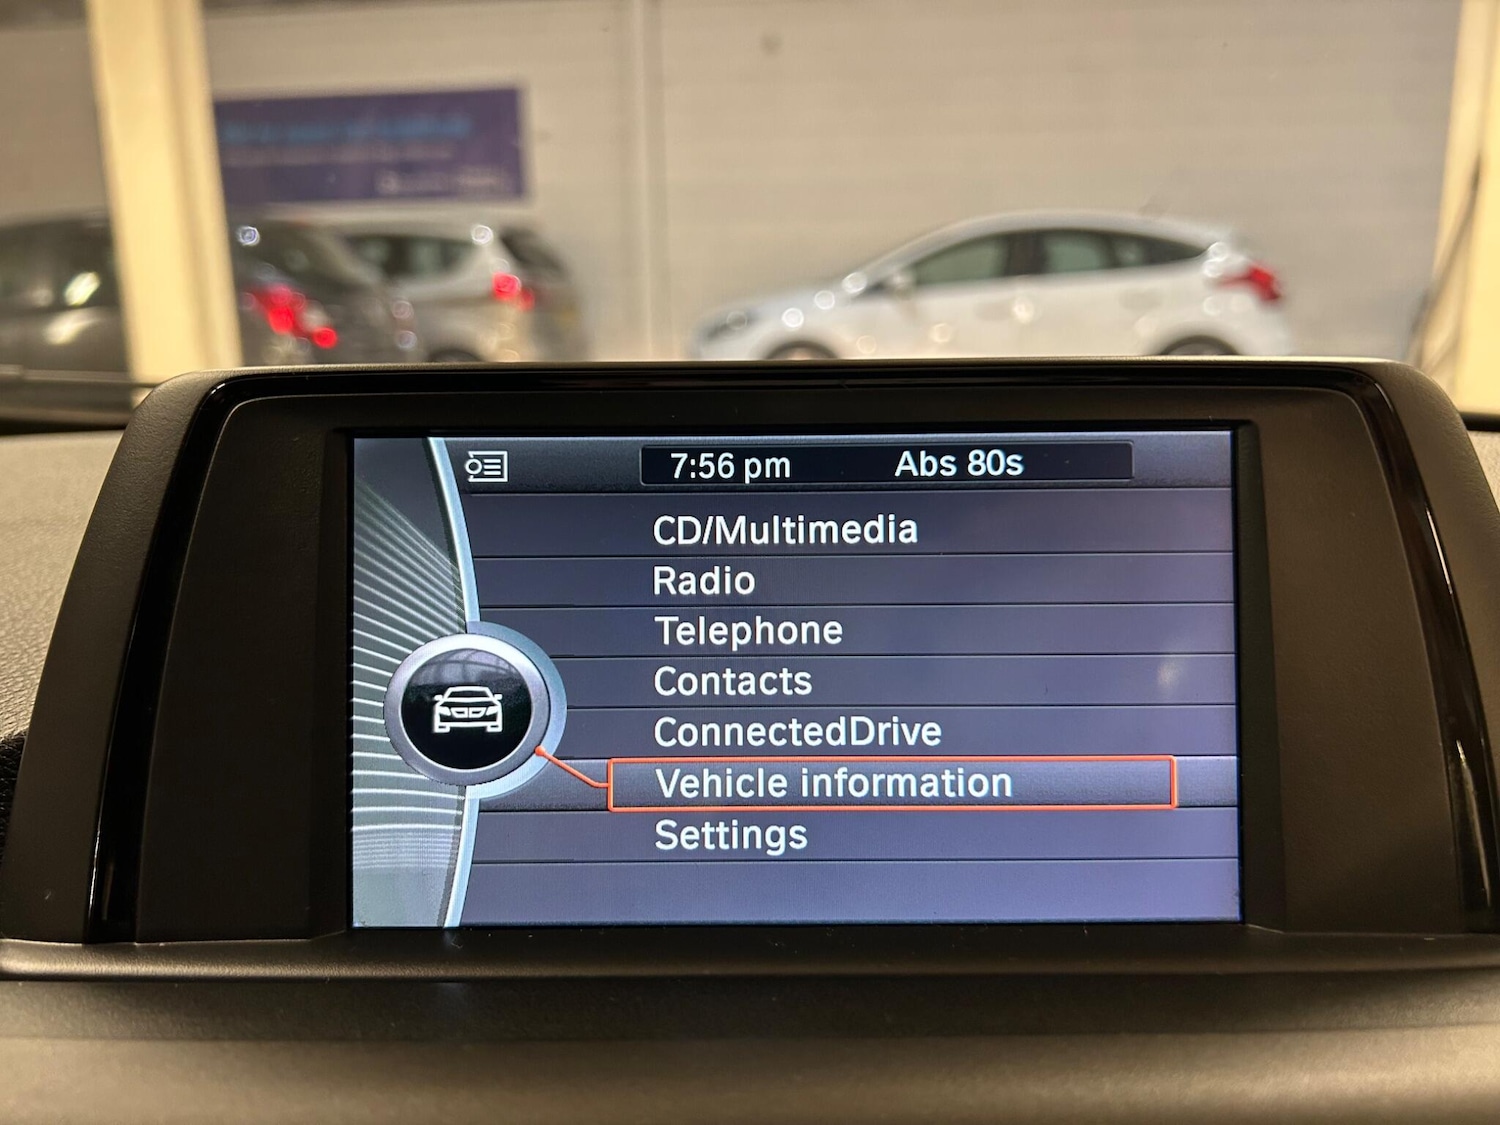 7:56 pm Abs 80s
CD/Multimedia
Radio
Telephone
Contacts
ConnectedDrive
Vehicle information
Settings